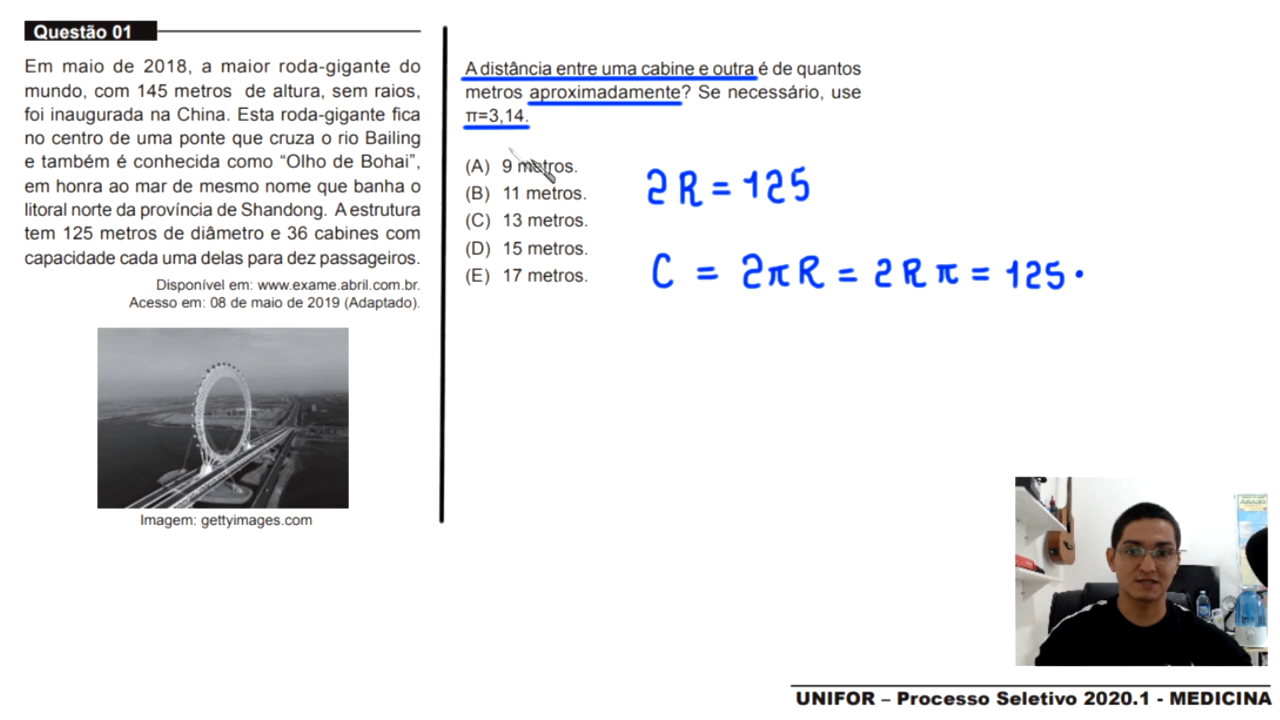 Questão 01
Em maio de 2018, a maior roda-gigante do
mundo, com 145 metros de altura, sem raios,
foi inaugurada na China. Esta roda-gigante fica
no centro de uma ponte que cruza o rio Bailing
e também é conhecida como “Olho de Bohai”,
em honra ao mar de mesmo nome que banha o
litoral norte da província de Shandong. A estrutura
tem 125 metros de diâmetro e 36 cabines com
capacidade cada uma delas para dez passageiros.
Disponível em: www.exame.abril.com.br.
Acesso em: 08 de maio de 2019 (Adaptado).
Imagem: gettyimages.com
A distância entre uma cabine e outra é de quantos
metros aproximadamente? Se necessário, use
π=3,14.
(A) 9 metros.
(B) 11 metros.
(C) 13 metros.
(D) 15 metros.
(E) 17 metros.
2R = 125
C = 2πR = 2Rπ = 125 ·
UNIFOR – Processo Seletivo 2020.1 - MEDICINA